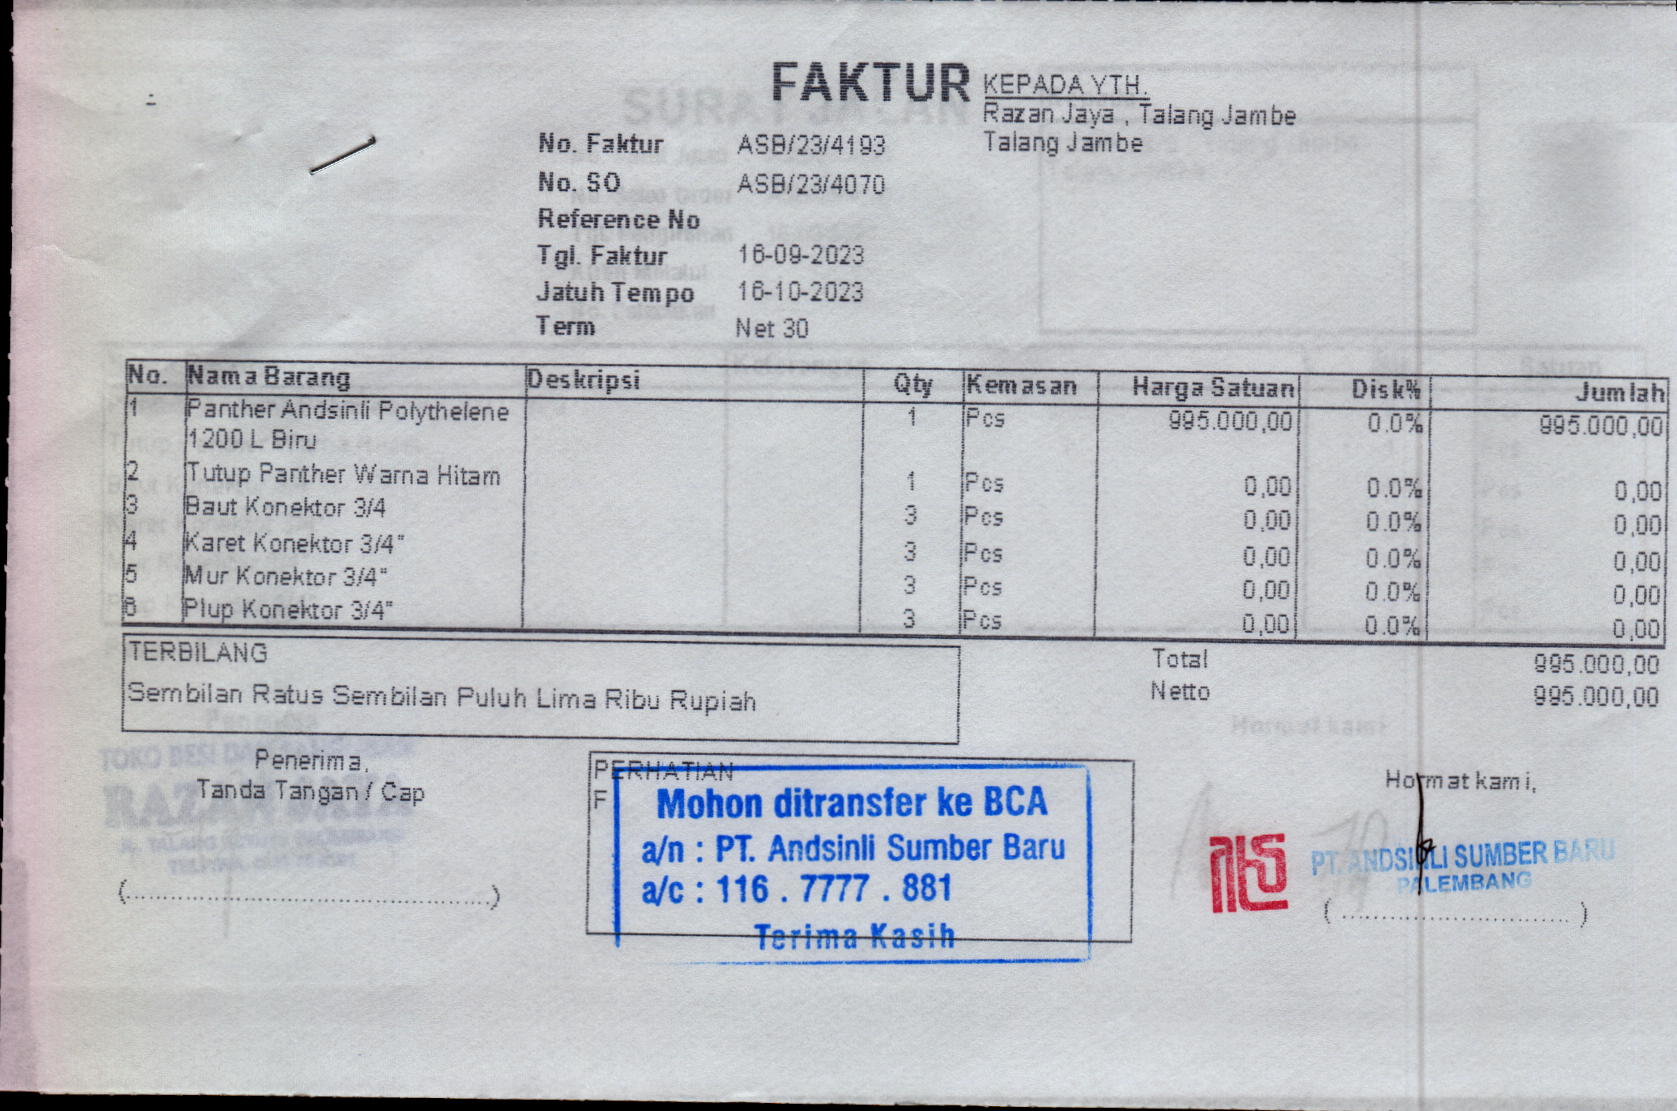 FAKTUR
KEPADA YTH.
Razan Jaya , Talang Jambe
Talang Jambe
No. Faktur ASB/23/4193
No. SO ASB/23/4070
Reference No
Tgl. Faktur 16-09-2023
Jatuh Tempo 16-10-2023
Term Net 30
No. Nama Barang Deskripsi Qty Kemasan Harga Satuan Disk% Jumlah
1 Panther Andsinli Polythelene 1 Pcs 995.000,00 0.0% 995.000,00
1200 L Biru
2 Tutup Panther Warna Hitam 1 Pcs 0,00 0.0% 0,00
3 Baut Konektor 3/4 3 Pcs 0,00 0.0% 0,00
4 Karet Konektor 3/4" 3 Pcs 0,00 0.0% 0,00
5 Mur Konektor 3/4" 3 Pcs 0,00 0.0% 0,00
6 Plup Konektor 3/4" 3 Pcs 0,00 0.0% 0,00
TERBILANG
Sembilan Ratus Sembilan Puluh Lima Ribu Rupiah
Total 995.000,00
Netto 995.000,00
Penerima,
Tanda Tangan / Cap
(..............................................)
PERHATIAN
F
Mohon ditransfer ke BCA
a/n : PT. Andsinli Sumber Baru
a/c : 116 . 7777 . 881
Terima Kasih
Hormat kami,
PT. ANDSINLI SUMBER BARU
PALEMBANG
( ............................. )